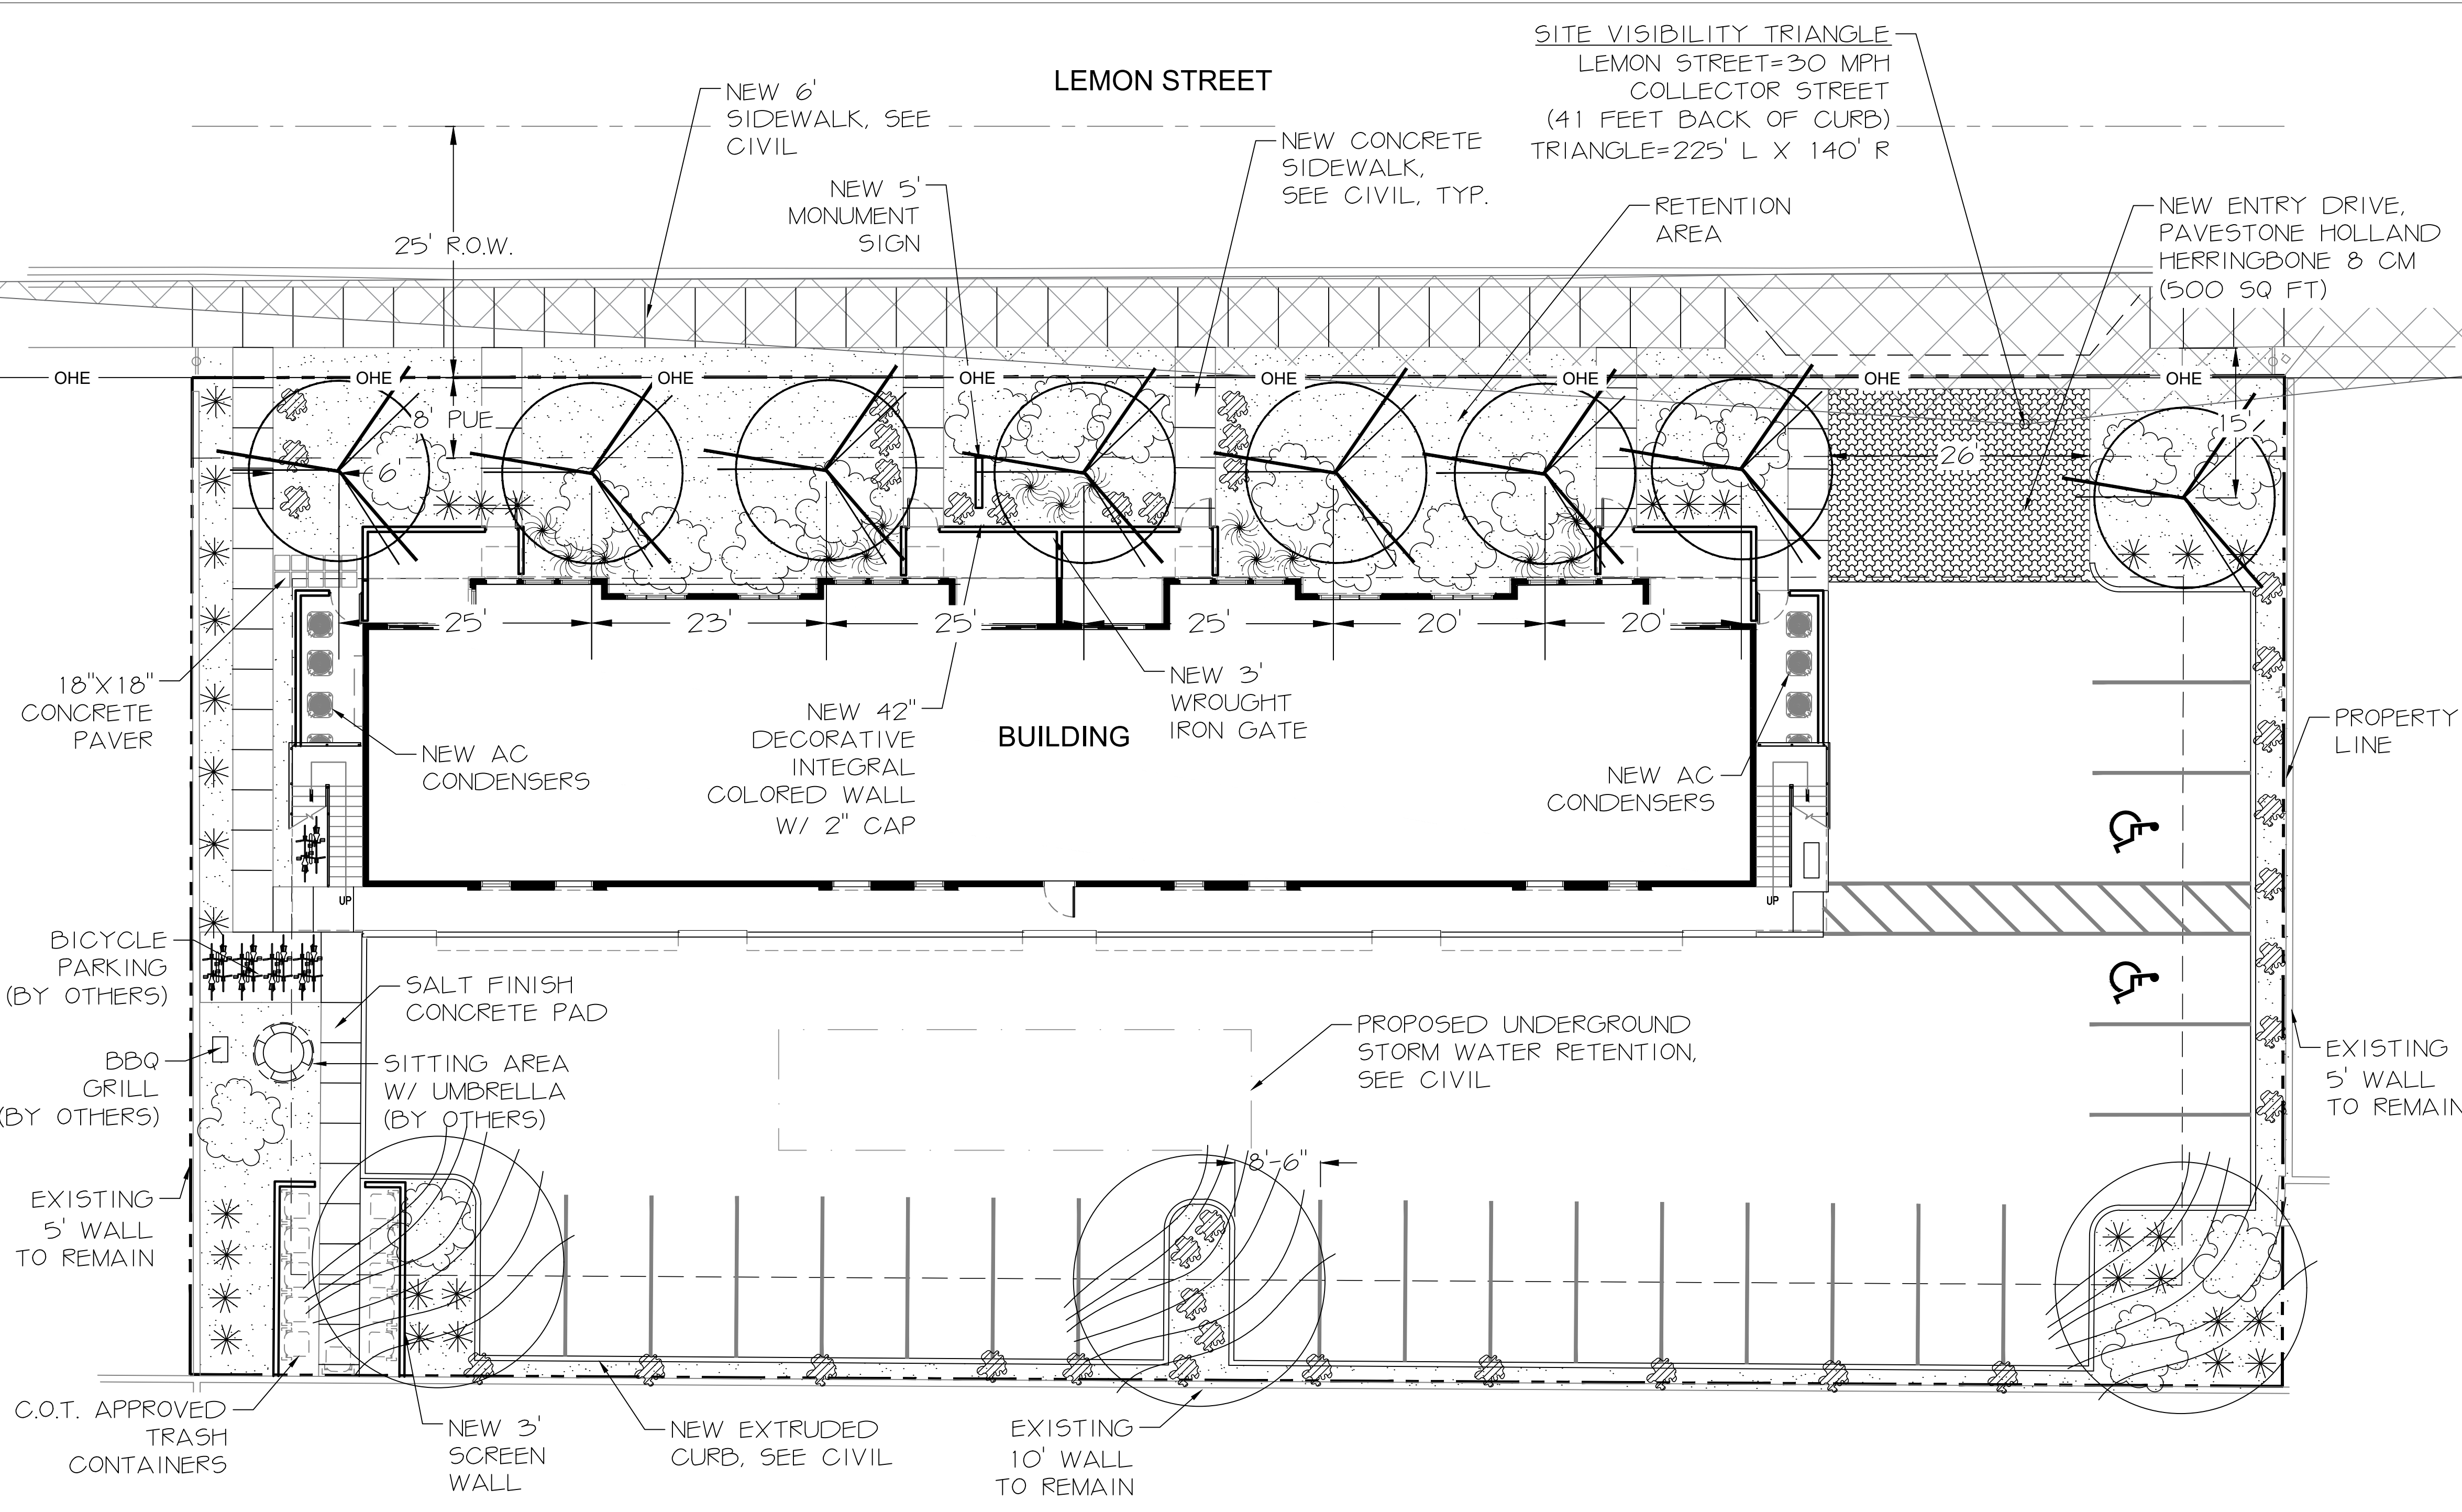 SITE VISIBILITY TRIANGLE
LEMON STREET=30 MPH
COLLECTOR STREET
(41 FEET BACK OF CURB)
TRIANGLE=225' L X 140' R
LEMON STREET
NEW 6'
SIDEWALK, SEE
CIVIL
NEW CONCRETE
SIDEWALK,
SEE CIVIL, TYP.
NEW 5'
MONUMENT
SIGN
RETENTION
AREA
NEW ENTRY DRIVE,
PAVESTONE HOLLAND
HERRINGBONE 8 CM
(500 SQ FT)
25' R.O.W.
OHE
OHE
OHE
OHE
OHE
OHE
OHE
OHE
8' PUE
15'
6'
26
25'
23'
25'
25'
20'
20'
18"X18"
CONCRETE
PAVER
NEW AC
CONDENSERS
NEW 42"
DECORATIVE
INTEGRAL
COLORED WALL
W/ 2" CAP
NEW 3'
WROUGHT
IRON GATE
BUILDING
NEW AC
CONDENSERS
PROPERTY
LINE
UP
UP
BICYCLE
PARKING
(BY OTHERS)
SALT FINISH
CONCRETE PAD
BBQ
GRILL
(BY OTHERS)
SITTING AREA
W/ UMBRELLA
(BY OTHERS)
PROPOSED UNDERGROUND
STORM WATER RETENTION,
SEE CIVIL
EXISTING
5' WALL
TO REMAIN
8'-6"
EXISTING
5' WALL
TO REMAIN
C.O.T. APPROVED
TRASH
CONTAINERS
NEW 3'
SCREEN
WALL
NEW EXTRUDED
CURB, SEE CIVIL
EXISTING
10' WALL
TO REMAIN